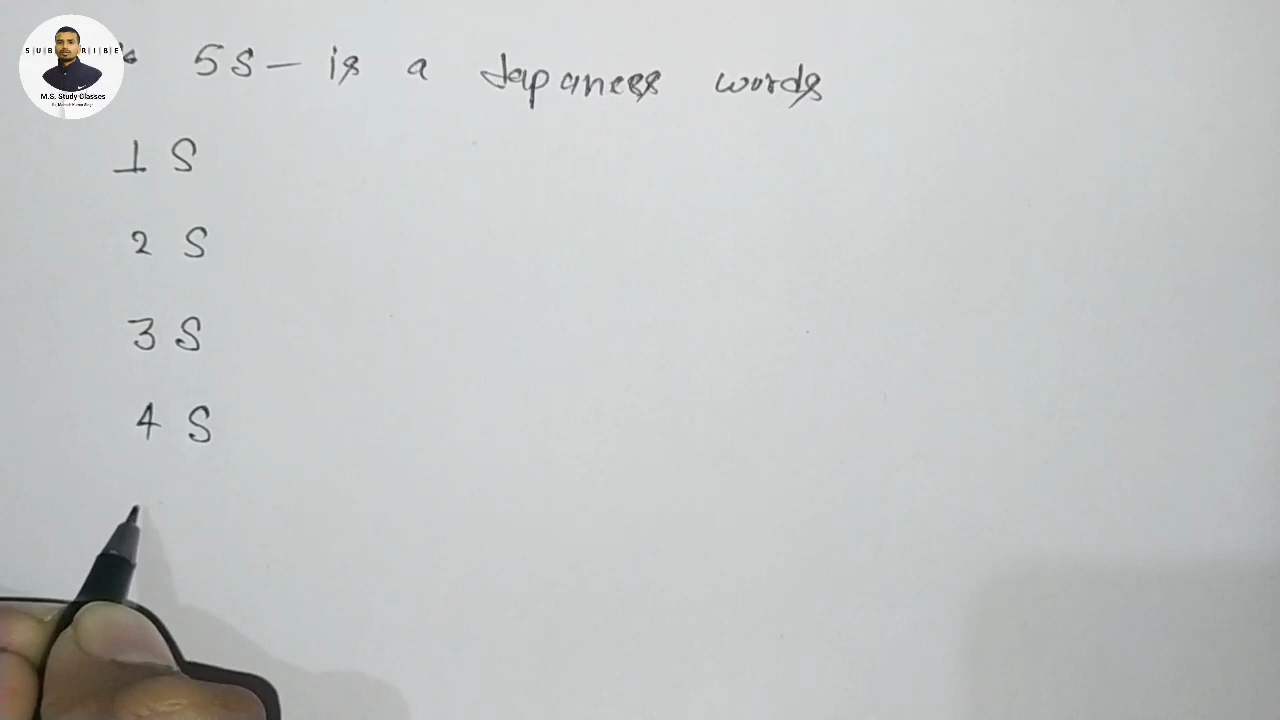 SUBSCRIBE
M.S. Study Classes
5S - is a Japaness words
1 S
2 S
3 S
4 S